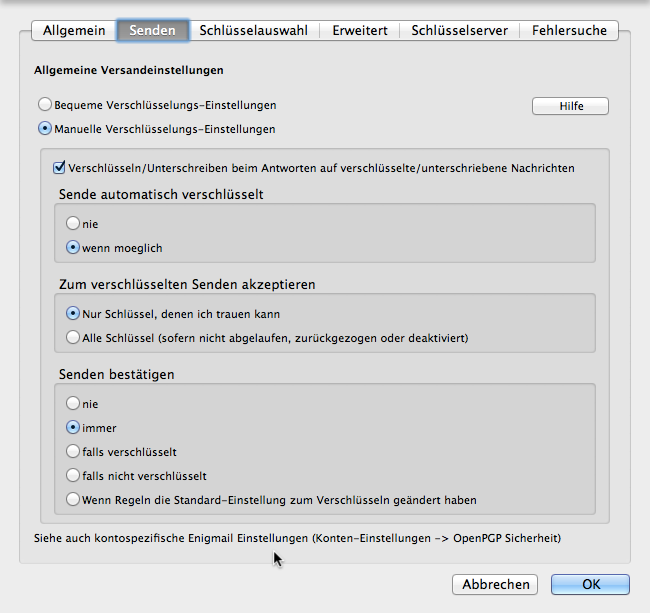 Allgemein Senden Schlüsselauswahl Erweitert Schlüsselserver Fehlersuche
Allgemeine Versandeinstellungen
Bequeme Verschlüsselungs-Einstellungen
Hilfe
Manuelle Verschlüsselungs-Einstellungen
Verschlüsseln/Unterschreiben beim Antworten auf verschlüsselte/unterschriebene Nachrichten
Sende automatisch verschlüsselt
nie
wenn moeglich
Zum verschlüsselten Senden akzeptieren
Nur Schlüssel, denen ich trauen kann
Alle Schlüssel (sofern nicht abgelaufen, zurückgezogen oder deaktiviert)
Senden bestätigen
nie
immer
falls verschlüsselt
falls nicht verschlüsselt
Wenn Regeln die Standard-Einstellung zum Verschlüsseln geändert haben
Siehe auch kontospezifische Enigmail Einstellungen (Konten-Einstellungen -> OpenPGP Sicherheit)
Abbrechen OK